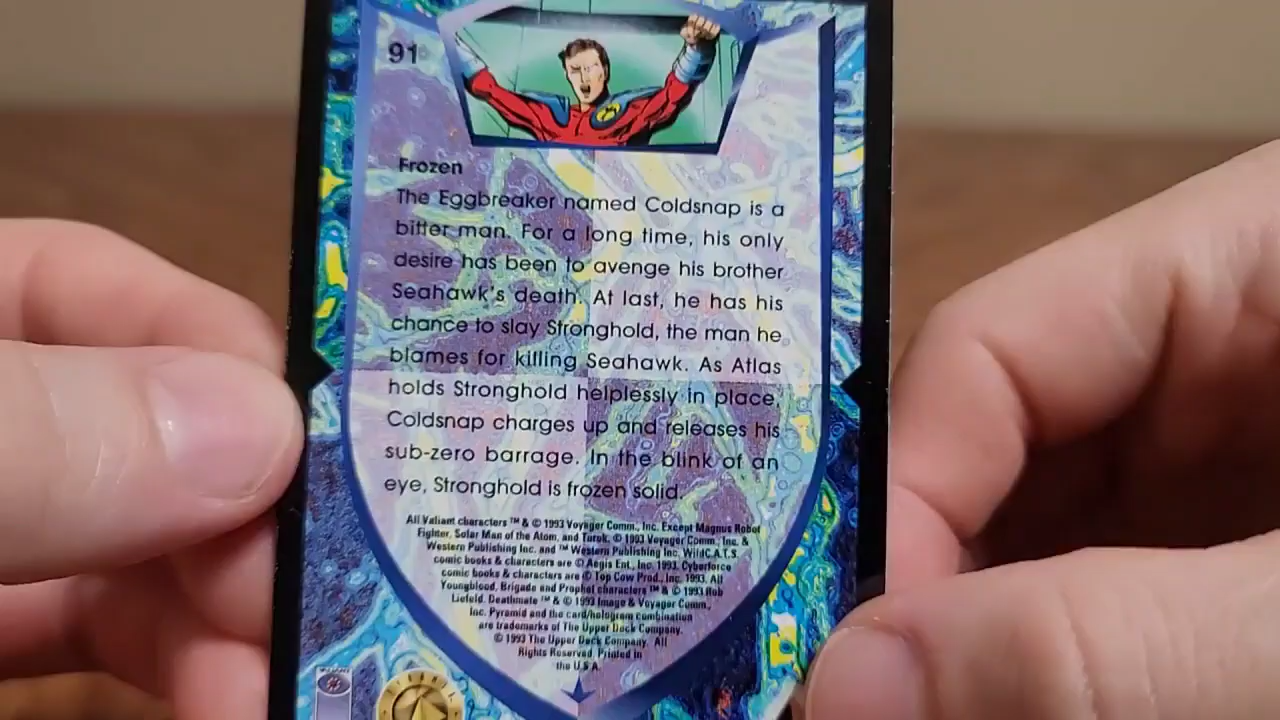 91
Frozen
The Eggbreaker named Coldsnap is a
bitter man. For a long time, his only
desire has been to avenge his brother
Seahawk's death. At last, he has his
chance to slay Stronghold, the man he
blames for killing Seahawk. As Atlas
holds Stronghold helplessly in place,
Coldsnap charges up and releases his
sub-zero barrage. In the blink of an
eye, Stronghold is frozen solid.
All Valiant characters ™ & © 1993 Voyager Comm., Inc. Except Magnus Robot
Fighter, Solar Man of the Atom, and Turok, © 1993 Voyager Comm., Inc. &
Western Publishing Inc. and ™ Western Publishing Inc. WildC.A.T.S.
comic books & characters are © Aegis Ent., Inc. 1993. Cyberforce
comic books & characters are © Top Cow Prod., Inc. 1993. All
Youngblood, Brigade and Prophet characters ™ & © 1993 Rob
Liefeld. Deathmate ™ & © 1993 Image & Voyager Comm.,
Inc. Pyramid and the card/hologram combination
are trademarks of The Upper Deck Company.
© 1993 The Upper Deck Company. All
Rights Reserved. Printed in
the U.S.A.